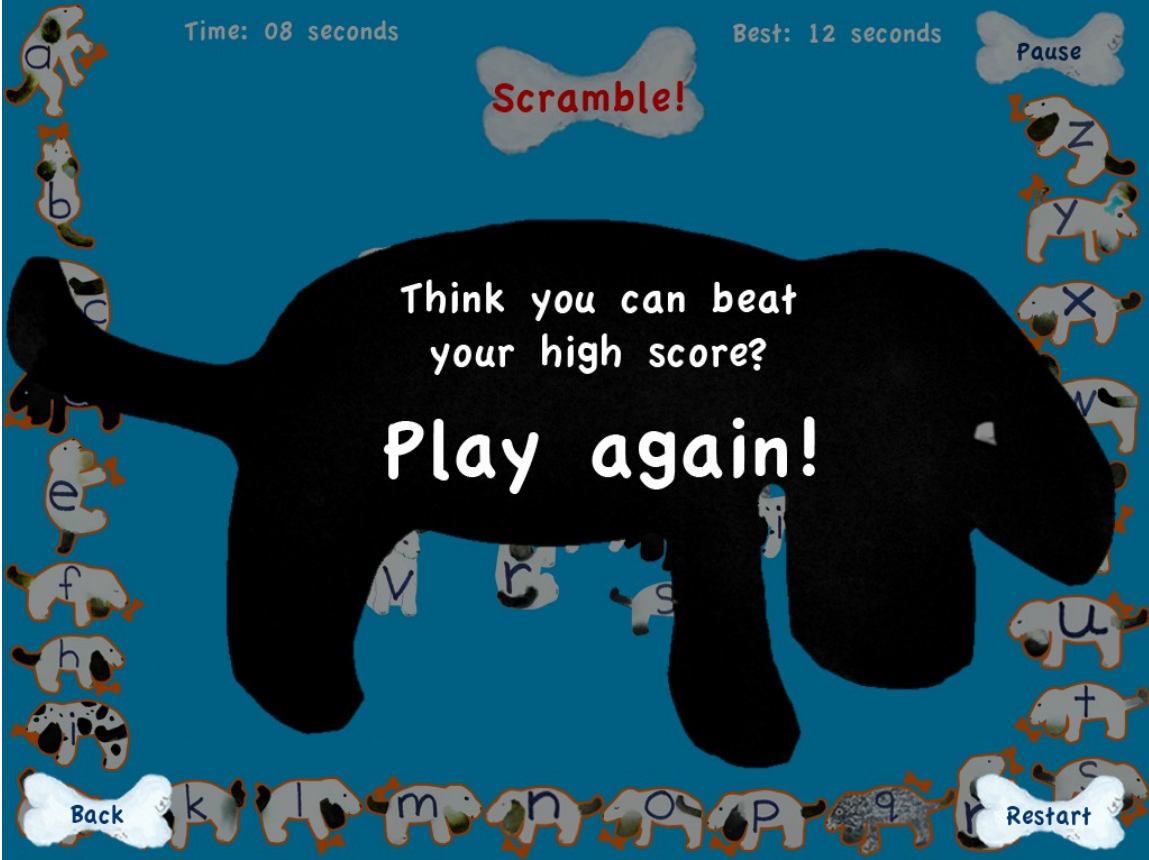 Time: 08 seconds
Best: 12 seconds
Pause
Scramble!
a
z
b
y
c
x
Think you can beat
your high score?
w
Play again!
e
i
f
v
r
s
h
u
i
t
Back
k
l
m
n
o
p
q
r
s
Restart